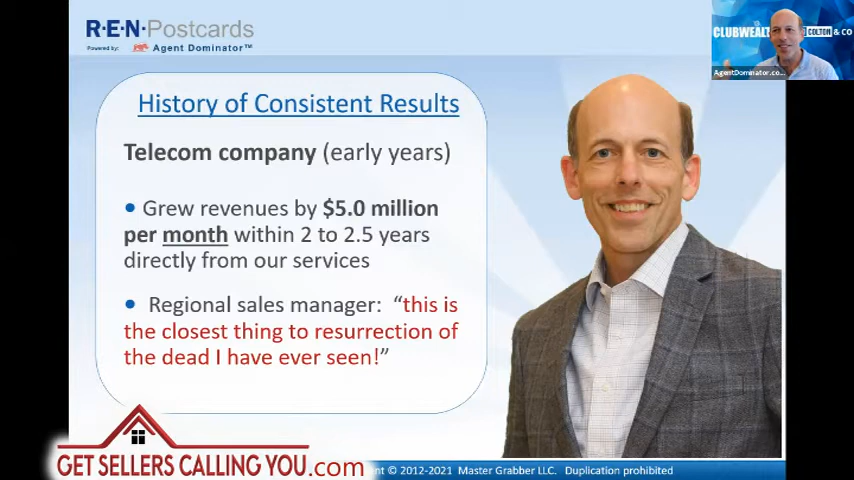 R·E·N·Postcards
Powered by: Agent Dominator™
CLUBWEALTH COLTON & CO
AgentDominator.co...
History of Consistent Results
Telecom company (early years)
• Grew revenues by $5.0 million
per month within 2 to 2.5 years
directly from our services
• Regional sales manager: “this is
the closest thing to resurrection of
the dead I have ever seen!”
GET SELLERS CALLING YOU.com
© 2012-2021 Master Grabber LLC. Duplication prohibited